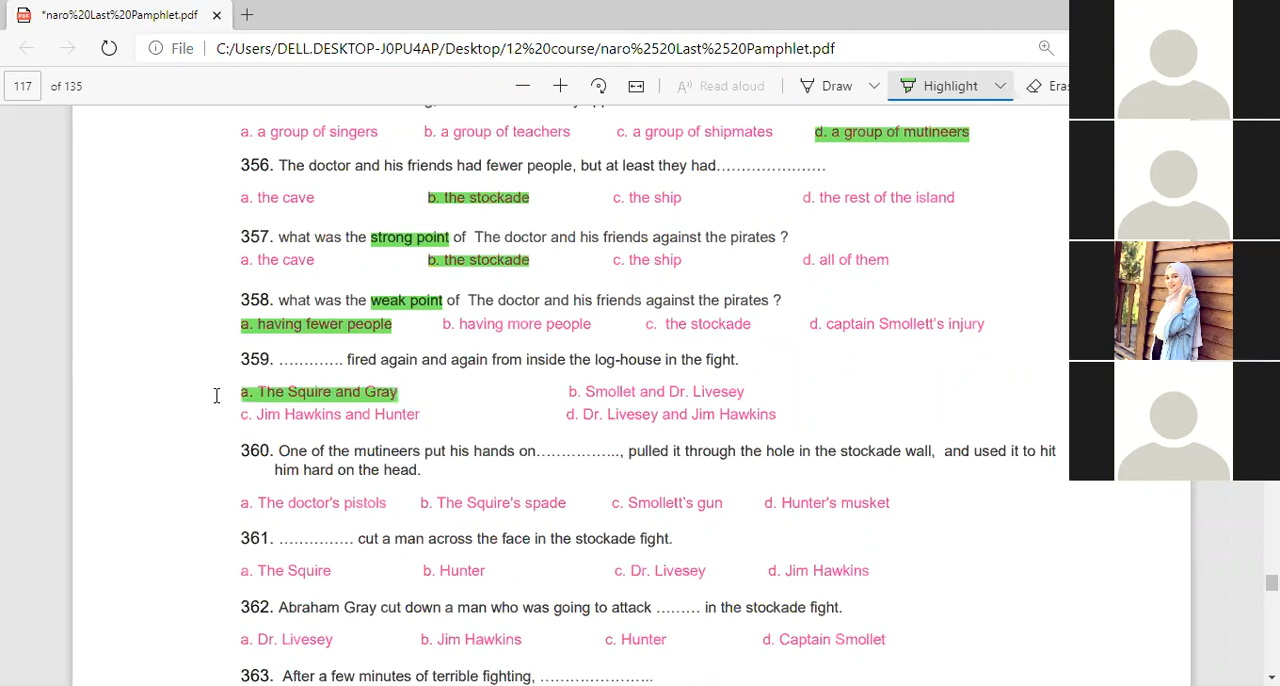 *naro%20Last%20Pamphlet.pdf
File | C:/Users/DELL.DESKTOP-J0PU4AP/Desktop/12%20course/naro%2520Last%2520Pamphlet.pdf
117 of 135 Read aloud Draw Highlight Eras
a. a group of singers b. a group of teachers c. a group of shipmates d. a group of mutineers
356. The doctor and his friends had fewer people, but at least they had……………………
a. the cave b. the stockade c. the ship d. the rest of the island
357. what was the strong point of The doctor and his friends against the pirates ?
a. the cave b. the stockade c. the ship d. all of them
358. what was the weak point of The doctor and his friends against the pirates ?
a. having fewer people b. having more people c. the stockade d. captain Smollett's injury
359. …………. fired again and again from inside the log-house in the fight.
a. The Squire and Gray b. Smollet and Dr. Livesey
c. Jim Hawkins and Hunter d. Dr. Livesey and Jim Hawkins
360. One of the mutineers put his hands on…………….., pulled it through the hole in the stockade wall, and used it to hit
him hard on the head.
a. The doctor's pistols b. The Squire's spade c. Smollett's gun d. Hunter's musket
361. …………… cut a man across the face in the stockade fight.
a. The Squire b. Hunter c. Dr. Livesey d. Jim Hawkins
362. Abraham Gray cut down a man who was going to attack ……… in the stockade fight.
a. Dr. Livesey b. Jim Hawkins c. Hunter d. Captain Smollet
363. After a few minutes of terrible fighting, …………………..